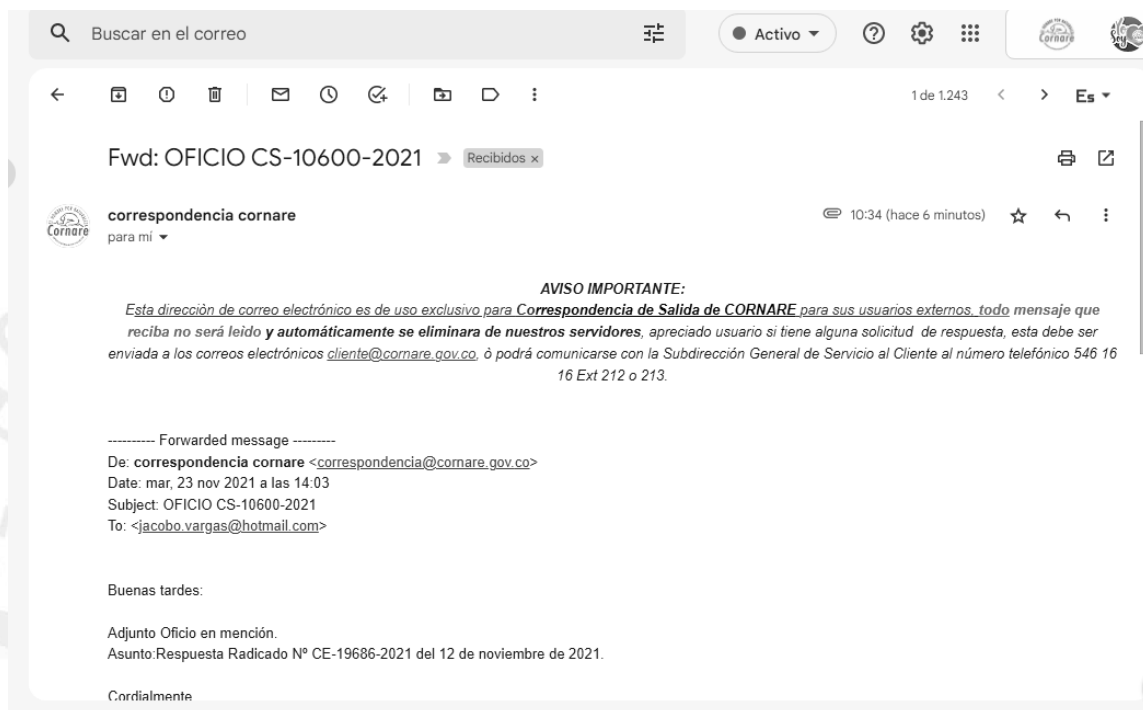 Buscar en el correo
Activo
Cornare
Soy
1 de 1.243
Es
Fwd: OFICIO CS-10600-2021
Recibidos x
correspondencia cornare
10:34 (hace 6 minutos)
Cornare
para mí
AVISO IMPORTANTE:
Esta direcciòn de correo electrónico es de uso exclusivo para Correspondencia de Salida de CORNARE para sus usuarios externos, todo mensaje que
reciba no será leido y automáticamente se eliminara de nuestros servidores, apreciado usuario si tiene alguna solicitud de respuesta, esta debe ser
enviada a los correos electrónicos cliente@cornare.gov.co, ò podrá comunicarse con la Subdirección General de Servicio al Cliente al número telefónico 546 16
16 Ext 212 o 213.
---------- Forwarded message ---------
De: correspondencia cornare <correspondencia@cornare.gov.co>
Date: mar, 23 nov 2021 a las 14:03
Subject: OFICIO CS-10600-2021
To: <jacobo.vargas@hotmail.com>
Buenas tardes:
Adjunto Oficio en mención.
Asunto:Respuesta Radicado Nº CE-19686-2021 del 12 de noviembre de 2021.
Cordialmente